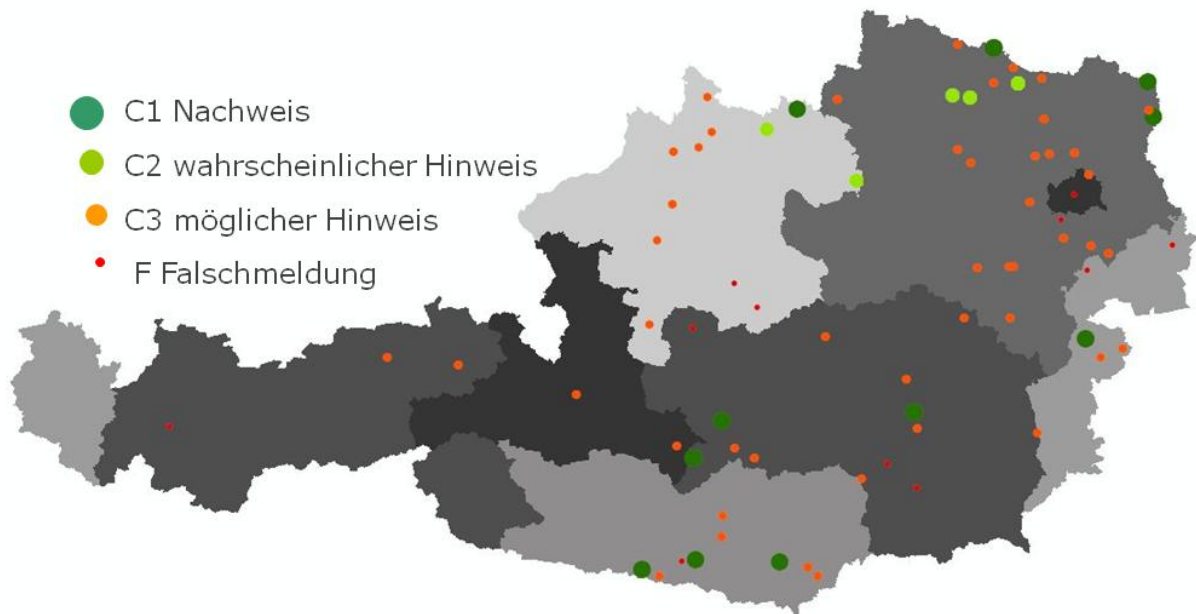 C1 Nachweis
C2 wahrscheinlicher Hinweis
C3 möglicher Hinweis
F Falschmeldung